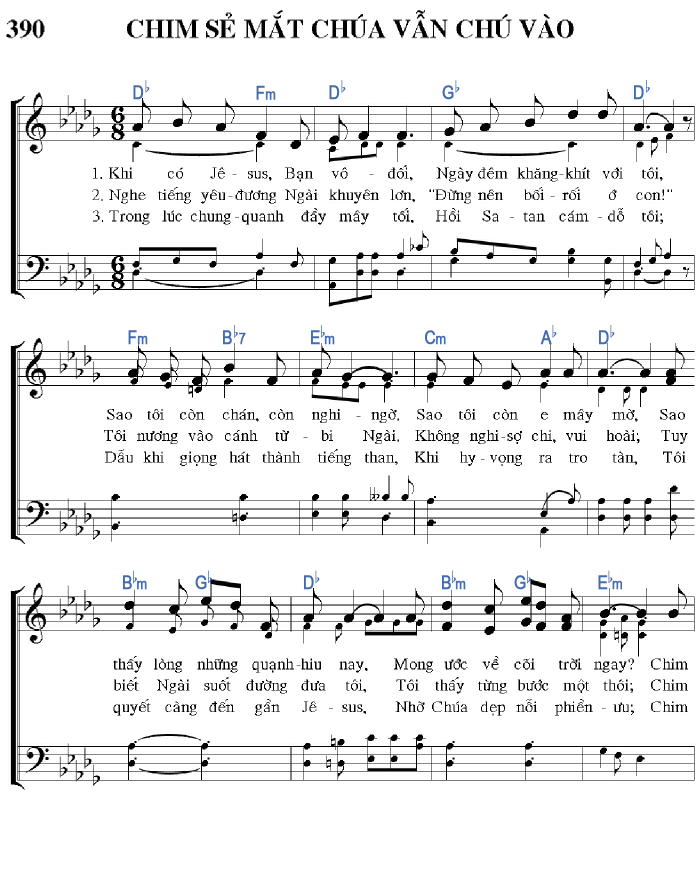 390 CHIM SẺ MẮT CHÚA VẪN CHÚ VÀO
D♭ Fm D♭ G♭ D♭
6/8
1. Khi có Jê-sus, Bạn vô-đối, Ngày đêm khăng-khít với tôi,
2. Nghe tiếng yêu-đương Ngài khuyên lơn, "Đừng nên bối-rối ớ con!"
3. Trong lúc chung-quanh đầy mây tối, Hồi Sa-tan cám-dỗ tôi;
6/8
Fm B♭7 E♭m Cm A♭ D♭
Sao tôi còn chán, còn nghi-ngờ. Sao tôi còn e mây mờ, Sao
Tôi nương vào cánh từ-bi Ngài. Không nghi-sợ chi, vui hoài; Tuy
Dẫu khi giọng hát thành tiếng than, Khi hy-vọng ra tro tàn, Tôi
B♭m G♭ D♭ B♭m G♭ E♭m
thấy lòng những quạnh-hiu nay, Mong ước về cõi trời ngay? Chim
biết Ngài suốt đường đưa tôi, Tôi thấy từng bước một thôi; Chim
quyết càng đến gần Jê-sus, Nhờ Chúa dẹp nỗi phiền-ưu; Chim